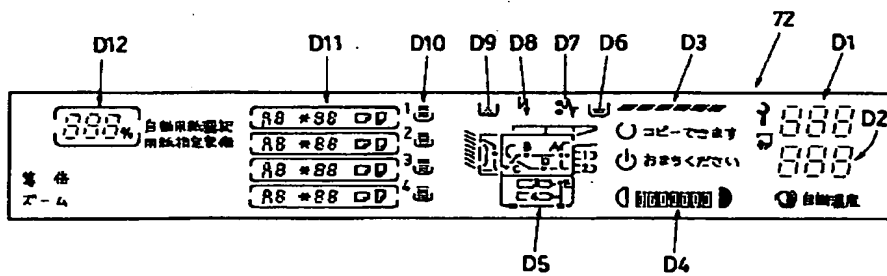 72
D12 D11 D10 D9 D8 D7 D6 D3 D1
888%
自動用紙選択
用紙指定変倍
等倍
ズーム
A8 *88
A8 *88
A8 *88
A8 *88
1
2
3
4
コピーできます
おまちください
888
888
D2
自動濃度
D5 D4